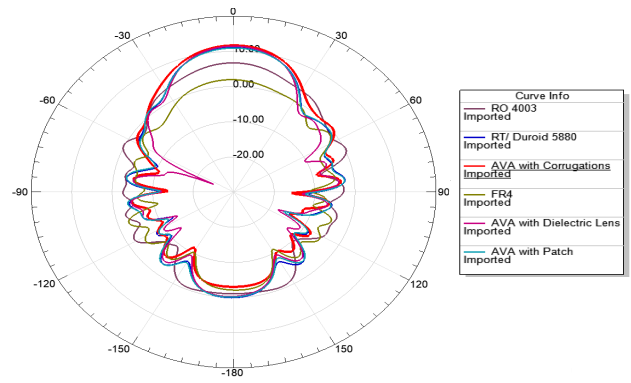 0
-30
30
10.00
-60
60
0.00
-10.00
-20.00
-90
90
-120
120
-150
150
-180
Curve Info
RO 4003
Imported
RT/ Duroid 5880
Imported
AVA with Corrugations
Imported
FR4
Imported
AVA with Dielectric Lens
Imported
AVA with Patch
Imported